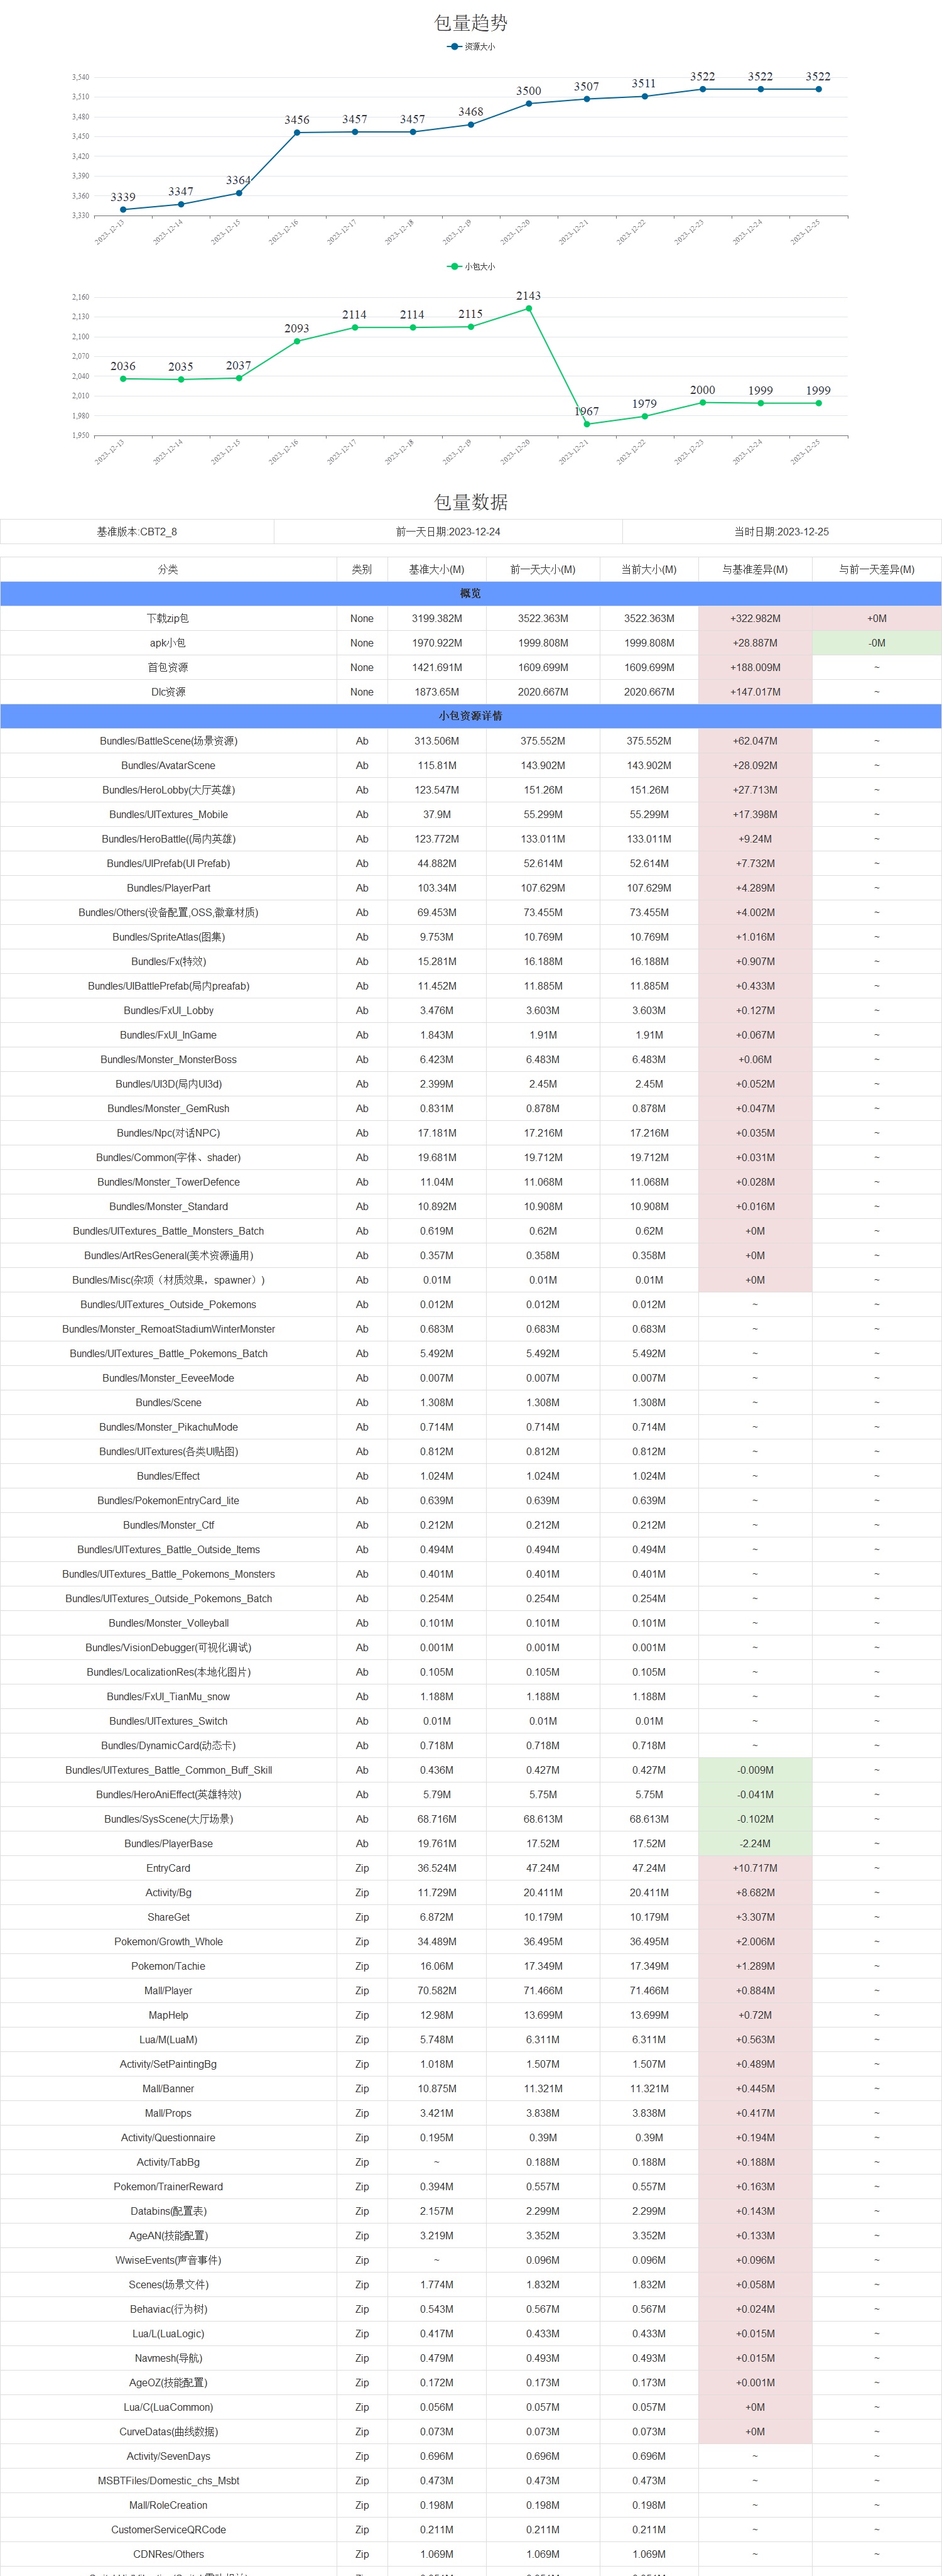 包量趋势
资源大小
3,540
3,510
3,480
3,450
3,420
3,390
3,360
3,330
3339
3347
3364
3456
3457
3457
3468
3500
3507
3511
3522
3522
3522
2023-12-13
2023-12-14
2023-12-15
2023-12-16
2023-12-17
2023-12-18
2023-12-19
2023-12-20
2023-12-21
2023-12-22
2023-12-23
2023-12-24
2023-12-25
小包大小
2,160
2,130
2,100
2,070
2,040
2,010
1,980
1,950
2036
2035
2037
2093
2114
2114
2115
2143
1967
1979
2000
1999
1999
2023-12-13
2023-12-14
2023-12-15
2023-12-16
2023-12-17
2023-12-18
2023-12-19
2023-12-20
2023-12-21
2023-12-22
2023-12-23
2023-12-24
2023-12-25
包量数据
基准版本:CBT2_8 前一天日期:2023-12-24 当时日期:2023-12-25
分类 类别 基准大小(M) 前一天大小(M) 当前大小(M) 与基准差异(M) 与前一天差异(M)
概览
下载zip包 None 3199.382M 3522.363M 3522.363M +322.982M +0M
apk小包 None 1970.922M 1999.808M 1999.808M +28.887M -0M
首包资源 None 1421.691M 1609.699M 1609.699M +188.009M ~
Dlc资源 None 1873.65M 2020.667M 2020.667M +147.017M ~
小包资源详情
Bundles/BattleScene(场景资源) Ab 313.506M 375.552M 375.552M +62.047M ~
Bundles/AvatarScene Ab 115.81M 143.902M 143.902M +28.092M ~
Bundles/HeroLobby(大厅英雄) Ab 123.547M 151.26M 151.26M +27.713M ~
Bundles/UITextures_Mobile Ab 37.9M 55.299M 55.299M +17.398M ~
Bundles/HeroBattle((局内英雄) Ab 123.772M 133.011M 133.011M +9.24M ~
Bundles/UIPrefab(UI Prefab) Ab 44.882M 52.614M 52.614M +7.732M ~
Bundles/PlayerPart Ab 103.34M 107.629M 107.629M +4.289M ~
Bundles/Others(设备配置,OSS,徽章材质) Ab 69.453M 73.455M 73.455M +4.002M ~
Bundles/SpriteAtlas(图集) Ab 9.753M 10.769M 10.769M +1.016M ~
Bundles/Fx(特效) Ab 15.281M 16.188M 16.188M +0.907M ~
Bundles/UIBattlePrefab(局内preafab) Ab 11.452M 11.885M 11.885M +0.433M ~
Bundles/FxUI_Lobby Ab 3.476M 3.603M 3.603M +0.127M ~
Bundles/FxUI_InGame Ab 1.843M 1.91M 1.91M +0.067M ~
Bundles/Monster_MonsterBoss Ab 6.423M 6.483M 6.483M +0.06M ~
Bundles/UI3D(局内UI3d) Ab 2.399M 2.45M 2.45M +0.052M ~
Bundles/Monster_GemRush Ab 0.831M 0.878M 0.878M +0.047M ~
Bundles/Npc(对话NPC) Ab 17.181M 17.216M 17.216M +0.035M ~
Bundles/Common(字体、shader) Ab 19.681M 19.712M 19.712M +0.031M ~
Bundles/Monster_TowerDefence Ab 11.04M 11.068M 11.068M +0.028M ~
Bundles/Monster_Standard Ab 10.892M 10.908M 10.908M +0.016M ~
Bundles/UITextures_Battle_Monsters_Batch Ab 0.619M 0.62M 0.62M +0M ~
Bundles/ArtResGeneral(美术资源通用) Ab 0.357M 0.358M 0.358M +0M ~
Bundles/Misc(杂项（材质效果，spawner）) Ab 0.01M 0.01M 0.01M +0M ~
Bundles/UITextures_Outside_Pokemons Ab 0.012M 0.012M 0.012M ~ ~
Bundles/Monster_RemoatStadiumWinterMonster Ab 0.683M 0.683M 0.683M ~ ~
Bundles/UITextures_Battle_Pokemons_Batch Ab 5.492M 5.492M 5.492M ~ ~
Bundles/Monster_EeveeMode Ab 0.007M 0.007M 0.007M ~ ~
Bundles/Scene Ab 1.308M 1.308M 1.308M ~ ~
Bundles/Monster_PikachuMode Ab 0.714M 0.714M 0.714M ~ ~
Bundles/UITextures(各类UI贴图) Ab 0.812M 0.812M 0.812M ~ ~
Bundles/Effect Ab 1.024M 1.024M 1.024M ~ ~
Bundles/PokemonEntryCard_lite Ab 0.639M 0.639M 0.639M ~ ~
Bundles/Monster_Ctf Ab 0.212M 0.212M 0.212M ~ ~
Bundles/UITextures_Battle_Outside_Items Ab 0.494M 0.494M 0.494M ~ ~
Bundles/UITextures_Battle_Pokemons_Monsters Ab 0.401M 0.401M 0.401M ~ ~
Bundles/UITextures_Outside_Pokemons_Batch Ab 0.254M 0.254M 0.254M ~ ~
Bundles/Monster_Volleyball Ab 0.101M 0.101M 0.101M ~ ~
Bundles/VisionDebugger(可视化调试) Ab 0.001M 0.001M 0.001M ~ ~
Bundles/LocalizationRes(本地化图片) Ab 0.105M 0.105M 0.105M ~ ~
Bundles/FxUI_TianMu_snow Ab 1.188M 1.188M 1.188M ~ ~
Bundles/UITextures_Switch Ab 0.01M 0.01M 0.01M ~ ~
Bundles/DynamicCard(动态卡) Ab 0.718M 0.718M 0.718M ~ ~
Bundles/UITextures_Battle_Common_Buff_Skill Ab 0.436M 0.427M 0.427M -0.009M ~
Bundles/HeroAniEffect(英雄特效) Ab 5.79M 5.75M 5.75M -0.041M ~
Bundles/SysScene(大厅场景) Ab 68.716M 68.613M 68.613M -0.102M ~
Bundles/PlayerBase Ab 19.761M 17.52M 17.52M -2.24M ~
EntryCard Zip 36.524M 47.24M 47.24M +10.717M ~
Activity/Bg Zip 11.729M 20.411M 20.411M +8.682M ~
ShareGet Zip 6.872M 10.179M 10.179M +3.307M ~
Pokemon/Growth_Whole Zip 34.489M 36.495M 36.495M +2.006M ~
Pokemon/Tachie Zip 16.06M 17.349M 17.349M +1.289M ~
Mall/Player Zip 70.582M 71.466M 71.466M +0.884M ~
MapHelp Zip 12.98M 13.699M 13.699M +0.72M ~
Lua/M(LuaM) Zip 5.748M 6.311M 6.311M +0.563M ~
Activity/SetPaintingBg Zip 1.018M 1.507M 1.507M +0.489M ~
Mall/Banner Zip 10.875M 11.321M 11.321M +0.445M ~
Mall/Props Zip 3.421M 3.838M 3.838M +0.417M ~
Activity/Questionnaire Zip 0.195M 0.39M 0.39M +0.194M ~
Activity/TabBg Zip ~ 0.188M 0.188M +0.188M ~
Pokemon/TrainerReward Zip 0.394M 0.557M 0.557M +0.163M ~
Databins(配置表) Zip 2.157M 2.299M 2.299M +0.143M ~
AgeAN(技能配置) Zip 3.219M 3.352M 3.352M +0.133M ~
WwiseEvents(声音事件) Zip ~ 0.096M 0.096M +0.096M ~
Scenes(场景文件) Zip 1.774M 1.832M 1.832M +0.058M ~
Behaviac(行为树) Zip 0.543M 0.567M 0.567M +0.024M ~
Lua/L(LuaLogic) Zip 0.417M 0.433M 0.433M +0.015M ~
Navmesh(导航) Zip 0.479M 0.493M 0.493M +0.015M ~
AgeOZ(技能配置) Zip 0.172M 0.173M 0.173M +0.001M ~
Lua/C(LuaCommon) Zip 0.056M 0.057M 0.057M +0M ~
CurveDatas(曲线数据) Zip 0.073M 0.073M 0.073M +0M ~
Activity/SevenDays Zip 0.696M 0.696M 0.696M ~ ~
MSBTFiles/Domestic_chs_Msbt Zip 0.473M 0.473M 0.473M ~ ~
Mall/RoleCreation Zip 0.198M 0.198M 0.198M ~ ~
CustomerServiceQRCode Zip 0.211M 0.211M 0.211M ~ ~
CDNRes/Others Zip 1.069M 1.069M 1.069M ~ ~